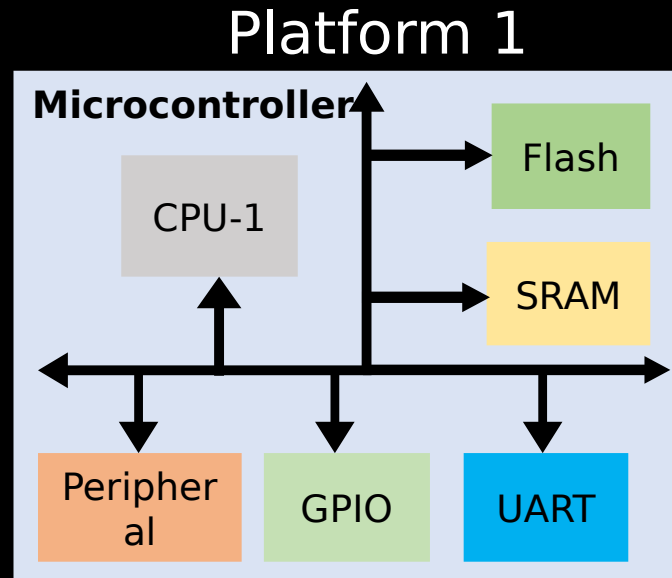 Platform 1
Microcontroller
Flash
CPU-1
SRAM
Peripher
al
GPIO
UART